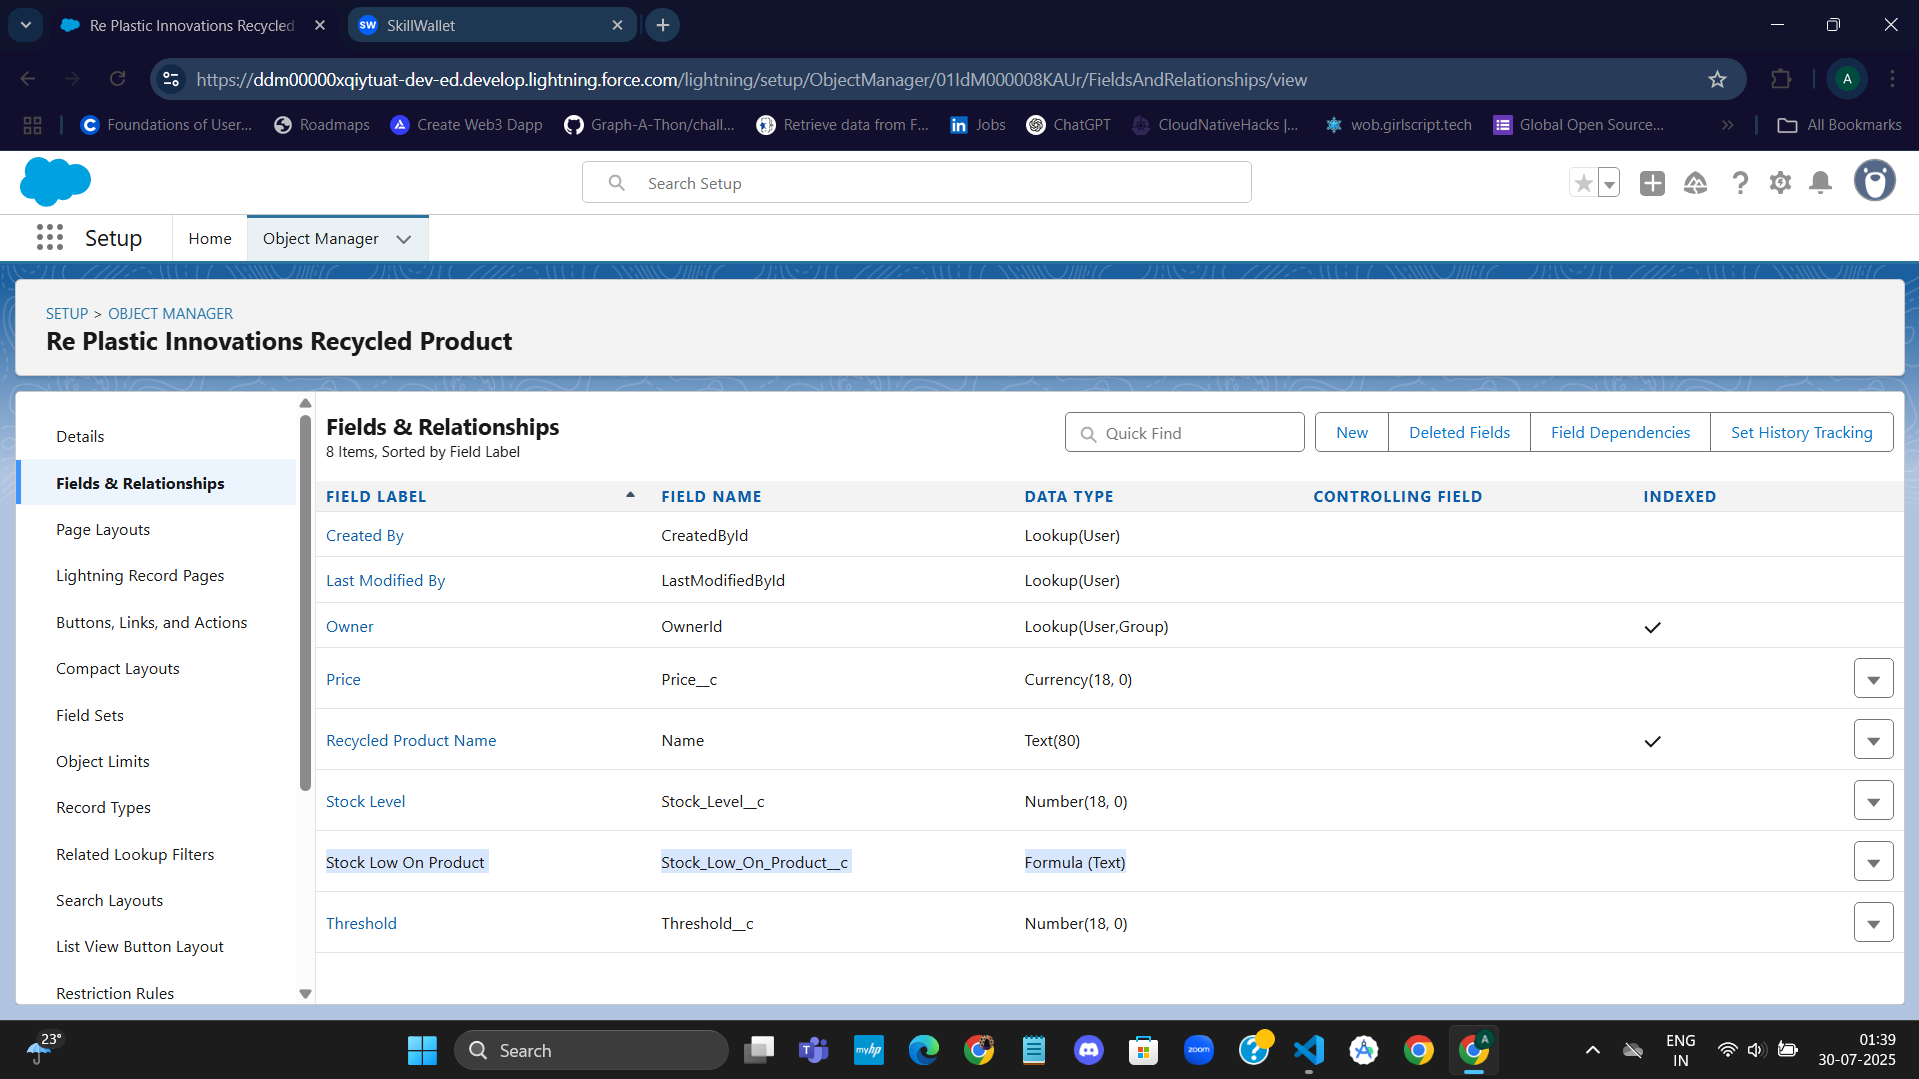 Re Plastic Innovations Recycled
SW SkillWallet
https://ddm00000xqiytuat-dev-ed.develop.lightning.force.com/lightning/setup/ObjectManager/01IdM000008KAUr/FieldsAndRelationships/view
A
Foundations of User... Roadmaps Create Web3 Dapp Graph-A-Thon/chall... Retrieve data from F... Jobs ChatGPT CloudNativeHacks |... wob.girlscript.tech Global Open Source... » All Bookmarks
Search Setup
Setup Home Object Manager
SETUP > OBJECT MANAGER
Re Plastic Innovations Recycled Product
Details
Fields & Relationships
Page Layouts
Lightning Record Pages
Buttons, Links, and Actions
Compact Layouts
Field Sets
Object Limits
Record Types
Related Lookup Filters
Search Layouts
List View Button Layout
Restriction Rules
Fields & Relationships
8 Items, Sorted by Field Label
Quick Find New Deleted Fields Field Dependencies Set History Tracking
FIELD LABEL FIELD NAME DATA TYPE CONTROLLING FIELD INDEXED
Created By CreatedById Lookup(User)
Last Modified By LastModifiedById Lookup(User)
Owner OwnerId Lookup(User,Group)
Price Price__c Currency(18, 0)
Recycled Product Name Name Text(80)
Stock Level Stock_Level__c Number(18, 0)
Stock Low On Product Stock_Low_On_Product__c Formula (Text)
Threshold Threshold__c Number(18, 0)
23°
Search
myhp
zoom
A
ENG
IN
01:39
30-07-2025